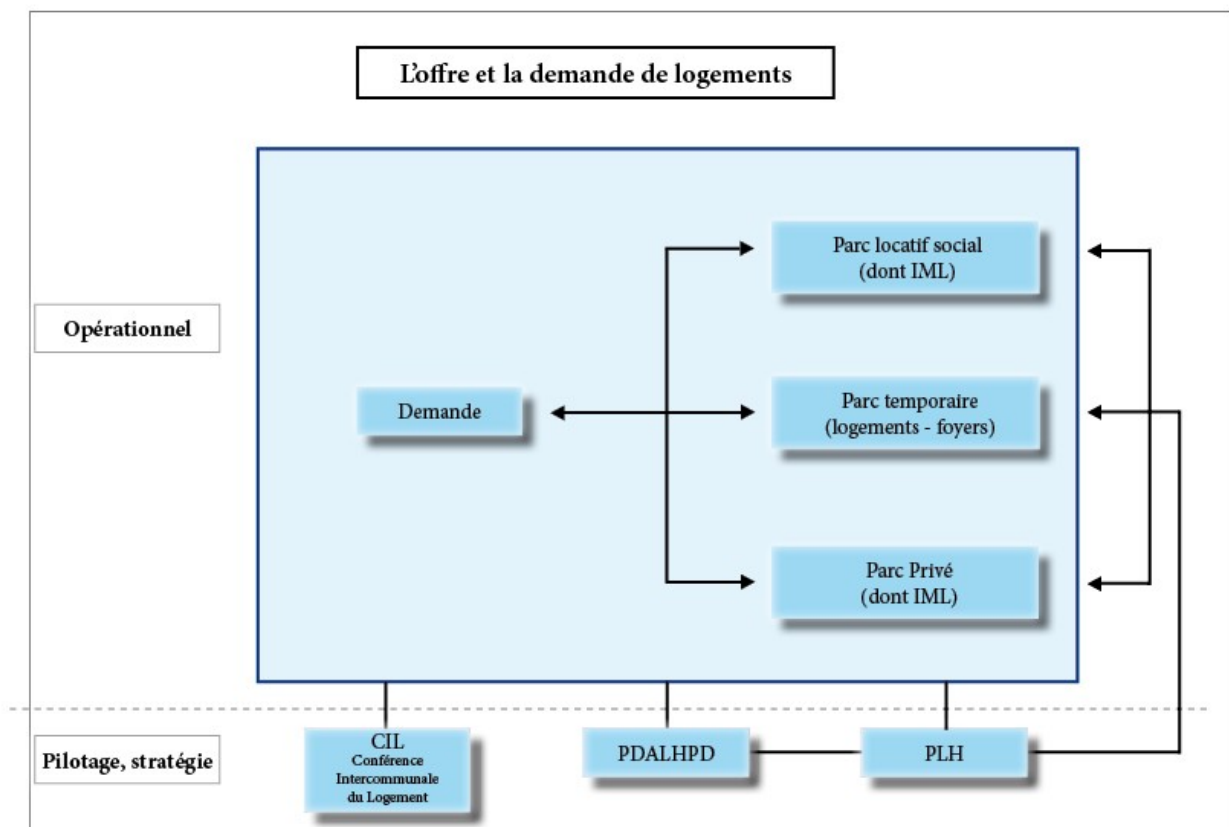 L'offre et la demande de logements
Parc locatif social
(dont IML)
Opérationnel
Demande
Parc temporaire
(logements - foyers)
Parc Privé
(dont IML)
Pilotage, stratégie
CIL
Conférence
Intercommunale
du Logement
PDALHPD
PLH